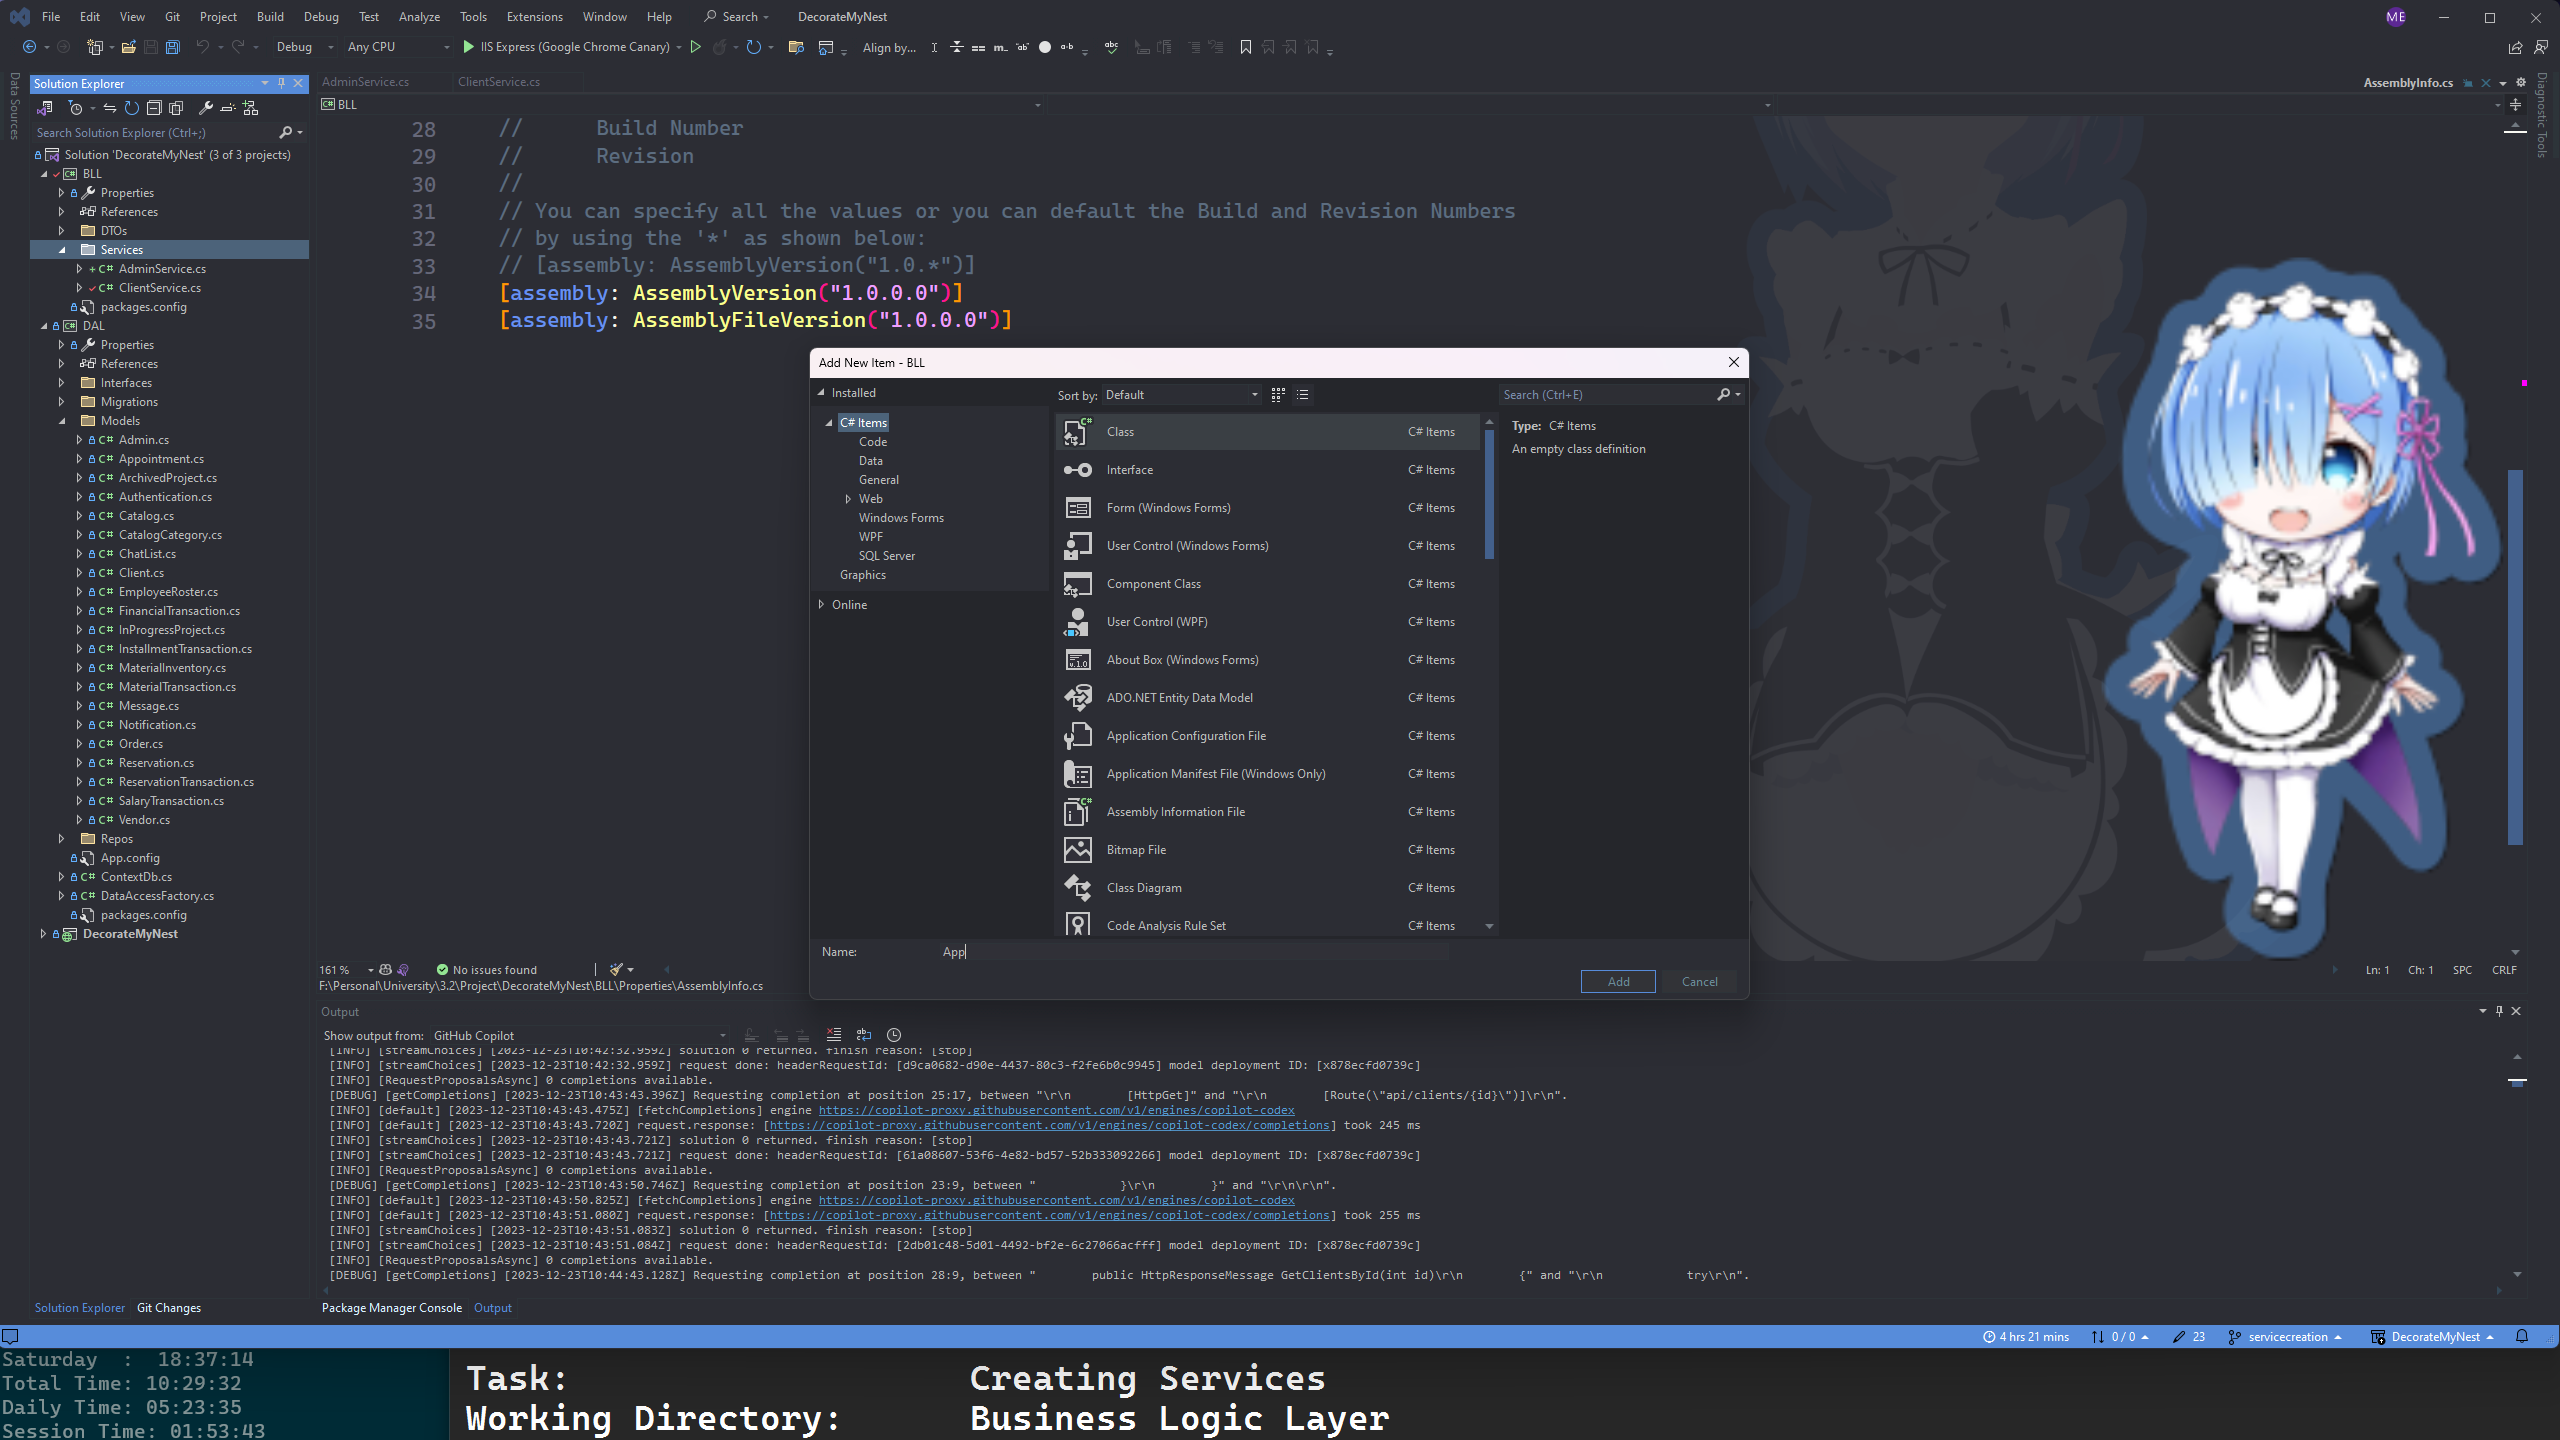 File Edit View Git Project Build Debug Test Analyze Tools Extensions Window Help Search DecorateMyNest ME
Debug Any CPU IIS Express (Google Chrome Canary) Align by...
Data Sources
Solution Explorer
Search Solution Explorer (Ctrl+;)
Solution 'DecorateMyNest' (3 of 3 projects)
BLL
Properties
References
DTOs
Services
C# AdminService.cs
C# ClientService.cs
packages.config
DAL
Properties
References
Interfaces
Migrations
Models
C# Admin.cs
C# Appointment.cs
C# ArchivedProject.cs
C# Authentication.cs
C# Catalog.cs
C# CatalogCategory.cs
C# ChatList.cs
C# Client.cs
C# EmployeeRoster.cs
C# FinancialTransaction.cs
C# InProgressProject.cs
C# InstallmentTransaction.cs
C# MaterialInventory.cs
C# MaterialTransaction.cs
C# Message.cs
C# Notification.cs
C# Order.cs
C# Reservation.cs
C# ReservationTransaction.cs
C# SalaryTransaction.cs
C# Vendor.cs
Repos
App.config
C# ContextDb.cs
C# DataAccessFactory.cs
packages.config
DecorateMyNest
Solution Explorer Git Changes
AdminService.cs ClientService.cs AssemblyInfo.cs
BLL
Diagnostic Tools
28 // Build Number
29 // Revision
30 //
31 // You can specify all the values or you can default the Build and Revision Numbers
32 // by using the '*' as shown below:
33 // [assembly: AssemblyVersion("1.0.*")]
34 [assembly: AssemblyVersion("1.0.0.0")]
35 [assembly: AssemblyFileVersion("1.0.0.0")]
Add New Item - BLL
Installed
C# Items
Code
Data
General
Web
Windows Forms
WPF
SQL Server
Graphics
Online
Sort by: Default
Search (Ctrl+E)
Class C# Items
Interface C# Items
Form (Windows Forms) C# Items
User Control (Windows Forms) C# Items
Component Class C# Items
User Control (WPF) C# Items
About Box (Windows Forms) C# Items
ADO.NET Entity Data Model C# Items
Application Configuration File C# Items
Application Manifest File (Windows Only) C# Items
Assembly Information File C# Items
Bitmap File C# Items
Class Diagram C# Items
Code Analysis Rule Set C# Items
Type: C# Items
An empty class definition
Name: App
Add Cancel
161 % No issues found Ln: 1 Ch: 1 SPC CRLF
F:\Personal\University\3.2\Project\DecorateMyNest\BLL\Properties\AssemblyInfo.cs
Output
Show output from: GitHub Copilot
[INFO] [streamChoices] [2023-12-23T10:42:32.959Z] solution 0 returned. finish reason: [stop]
[INFO] [streamChoices] [2023-12-23T10:42:32.959Z] request done: headerRequestId: [d9ca0682-d90e-4437-80c3-f2fe6b0c9945] model deployment ID: [x878ecfd0739c]
[INFO] [RequestProposalsAsync] 0 completions available.
[DEBUG] [getCompletions] [2023-12-23T10:43:43.396Z] Requesting completion at position 25:17, between "\r\n [HttpGet]" and "\r\n [Route(\"api/clients/{id}\")]\r\n".
[INFO] [default] [2023-12-23T10:43:43.475Z] [fetchCompletions] engine https://copilot-proxy.githubusercontent.com/v1/engines/copilot-codex
[INFO] [default] [2023-12-23T10:43:43.720Z] request.response: [https://copilot-proxy.githubusercontent.com/v1/engines/copilot-codex/completions] took 245 ms
[INFO] [streamChoices] [2023-12-23T10:43:43.721Z] solution 0 returned. finish reason: [stop]
[INFO] [streamChoices] [2023-12-23T10:43:43.721Z] request done: headerRequestId: [61a08607-53f6-4e82-bd57-52b333092266] model deployment ID: [x878ecfd0739c]
[INFO] [RequestProposalsAsync] 0 completions available.
[DEBUG] [getCompletions] [2023-12-23T10:43:50.746Z] Requesting completion at position 23:9, between " }\r\n }" and "\r\n\r\n".
[INFO] [default] [2023-12-23T10:43:50.825Z] [fetchCompletions] engine https://copilot-proxy.githubusercontent.com/v1/engines/copilot-codex
[INFO] [default] [2023-12-23T10:43:51.080Z] request.response: [https://copilot-proxy.githubusercontent.com/v1/engines/copilot-codex/completions] took 255 ms
[INFO] [streamChoices] [2023-12-23T10:43:51.083Z] solution 0 returned. finish reason: [stop]
[INFO] [streamChoices] [2023-12-23T10:43:51.084Z] request done: headerRequestId: [2db01c48-5d01-4492-bf2e-6c27066acfff] model deployment ID: [x878ecfd0739c]
[INFO] [RequestProposalsAsync] 0 completions available.
[DEBUG] [getCompletions] [2023-12-23T10:44:43.128Z] Requesting completion at position 28:9, between " public HttpResponseMessage GetClientsById(int id)\r\n {" and "\r\n try\r\n".
Package Manager Console Output
4 hrs 21 mins 0 / 0 23 servicecreation DecorateMyNest
Saturday : 18:37:14
Total Time: 10:29:32
Daily Time: 05:23:35
Session Time: 01:53:43
Task: Creating Services
Working Directory: Business Logic Layer